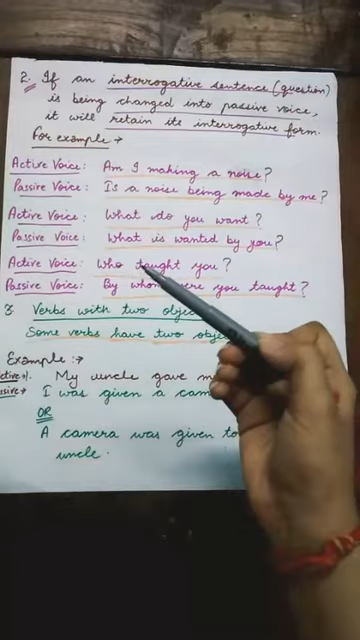 2. If an interrogative sentence (question)
is being changed into passive voice,
it will retain its interrogative form.
For example →
Active Voice: Am I making a noise?
Passive Voice: Is a noise being made by me?
Active Voice: What do you want?
Passive Voice: What is wanted by you?
Active Voice: Who taught you?
Passive Voice: By whom were you taught?
3. Verbs with two
Some verbs have two
Example :→
1. My uncle gave
I was given a
OR
A camera was given to
uncle.